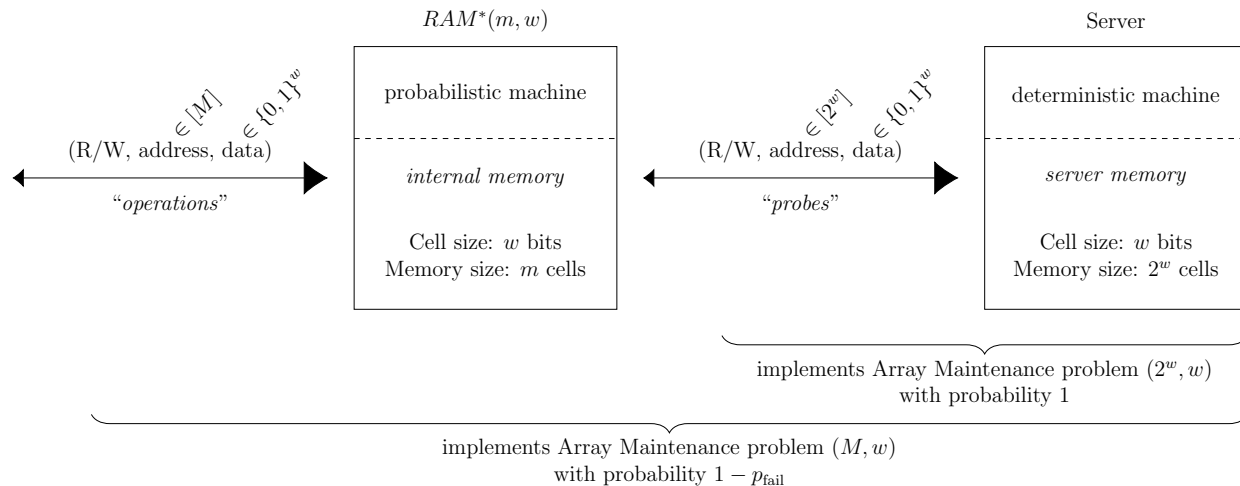 RAM*(m, w)
Server
∈ [M]
∈ {0, 1}^w
(R/W, address, data)
“operations”
probabilistic machine
internal memory
Cell size: w bits
Memory size: m cells
∈ [2^w]
∈ {0, 1}^w
(R/W, address, data)
“probes”
deterministic machine
server memory
Cell size: w bits
Memory size: 2^w cells
implements Array Maintenance problem (2^w, w)
with probability 1
implements Array Maintenance problem (M, w)
with probability 1 − p_fail